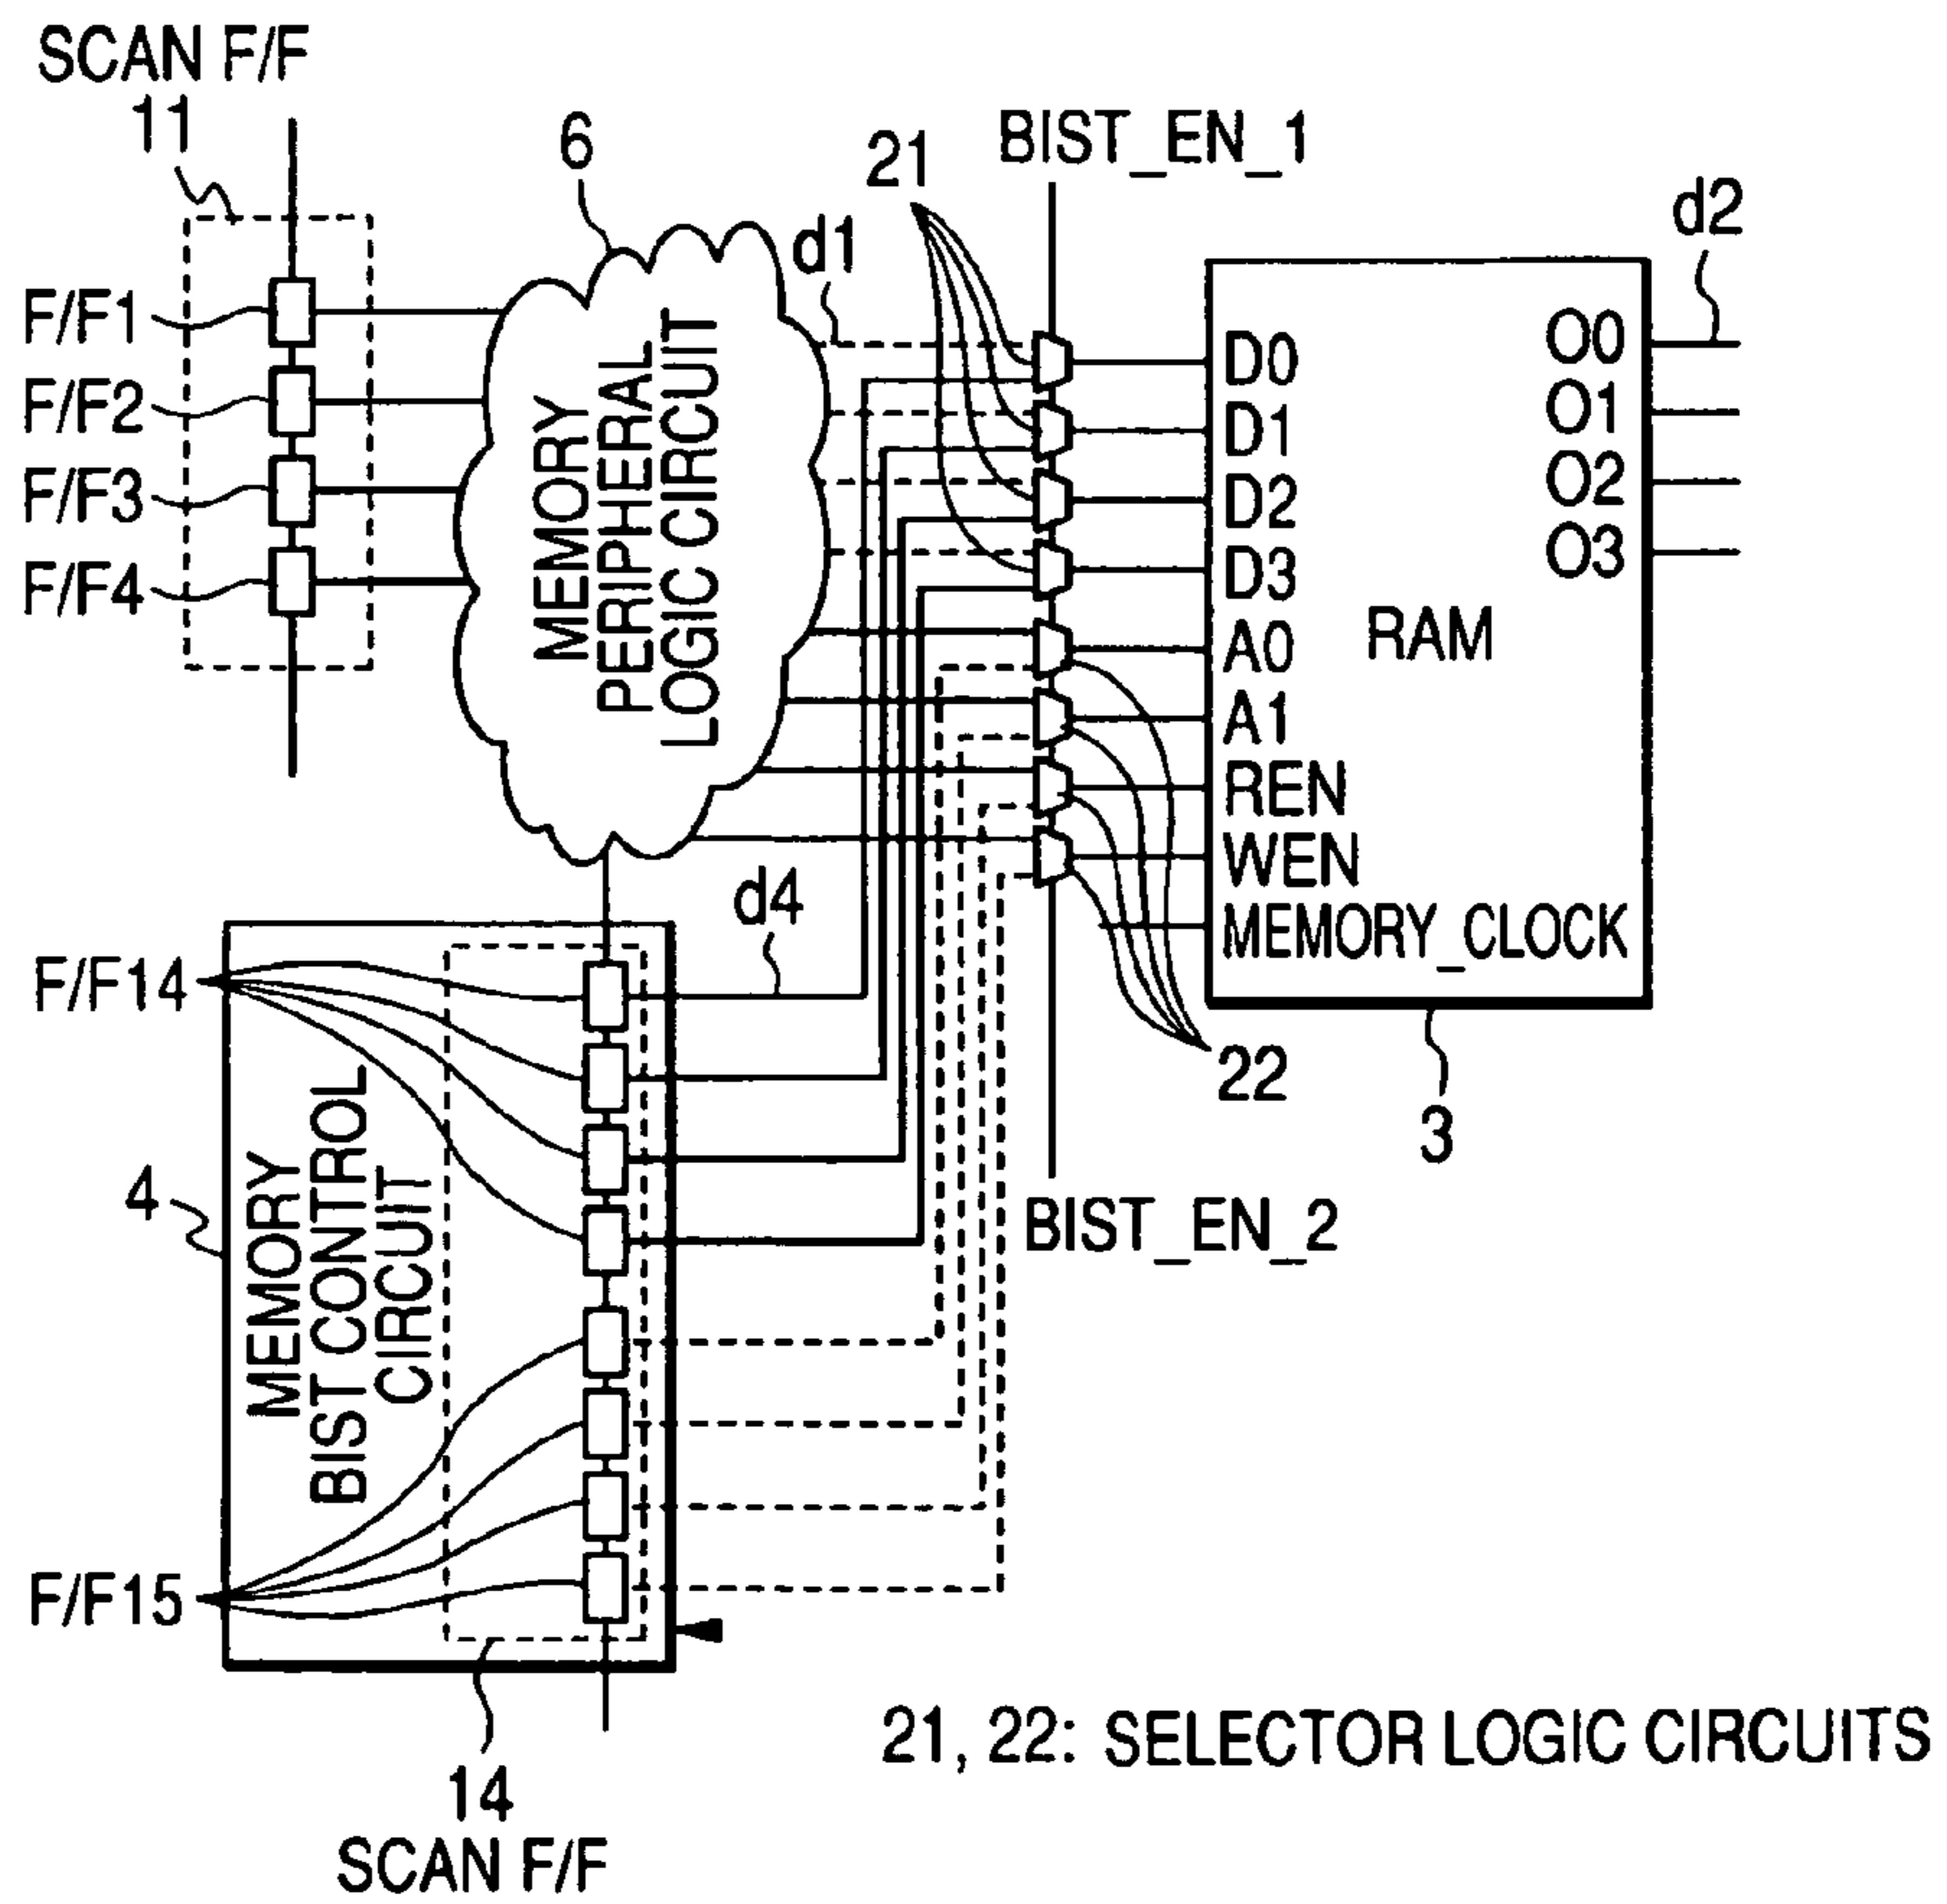 SCAN F/F
11
6
21
BIST_EN_1
d1
d2
F/F1
F/F2
F/F3
F/F4
MEMORY
PERIPHERAL
LOGIC CIRCUIT
D0
D1
D2
D3
A0
A1
REN
WEN
MEMORY_CLOCK
O0
O1
O2
O3
RAM
d4
22
3
BIST_EN_2
F/F14
4
MEMORY
BIST CONTROL
CIRCUIT
F/F15
14
SCAN F/F
21, 22: SELECTOR LOGIC CIRCUITS